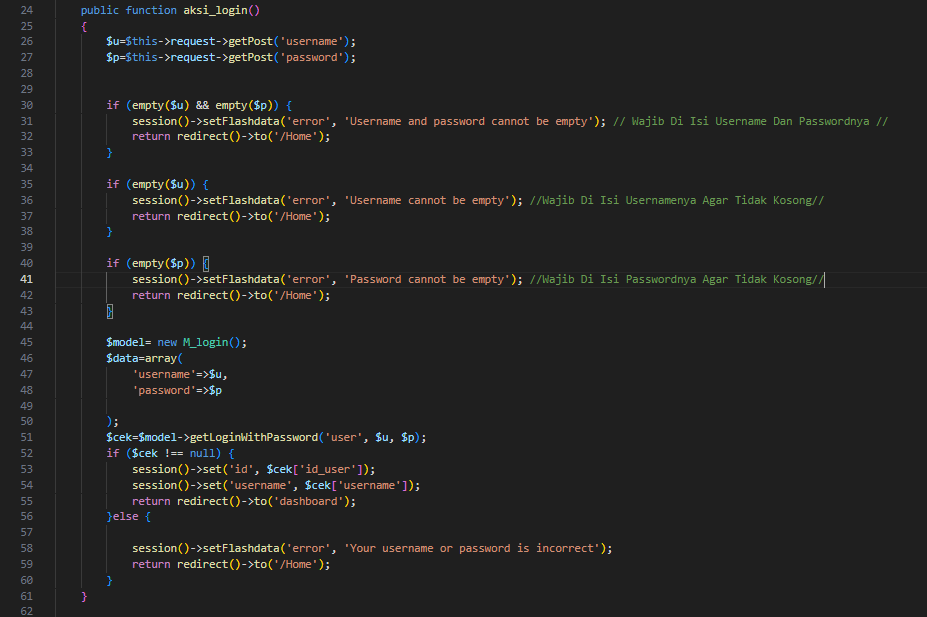 24 public function aksi_login()
25 {
26 $u=$this->request->getPost('username');
27 $p=$this->request->getPost('password');
28
29
30 if (empty($u) && empty($p)) {
31 session()->setFlashdata('error', 'Username and password cannot be empty'); // Wajib Di Isi Username Dan Passwordnya //
32 return redirect()->to('/Home');
33 }
34
35 if (empty($u)) {
36 session()->setFlashdata('error', 'Username cannot be empty'); //Wajib Di Isi Usernamenya Agar Tidak Kosong//
37 return redirect()->to('/Home');
38 }
39
40 if (empty($p)) {
41 session()->setFlashdata('error', 'Password cannot be empty'); //Wajib Di Isi Passwordnya Agar Tidak Kosong//
42 return redirect()->to('/Home');
43 }
44
45 $model= new M_login();
46 $data=array(
47 'username'=>$u,
48 'password'=>$p
49
50 );
51 $cek=$model->getLoginWithPassword('user', $u, $p);
52 if ($cek !== null) {
53 session()->set('id', $cek['id_user']);
54 session()->set('username', $cek['username']);
55 return redirect()->to('dashboard');
56 }else {
57
58 session()->setFlashdata('error', 'Your username or password is incorrect');
59 return redirect()->to('/Home');
60 }
61 }
62